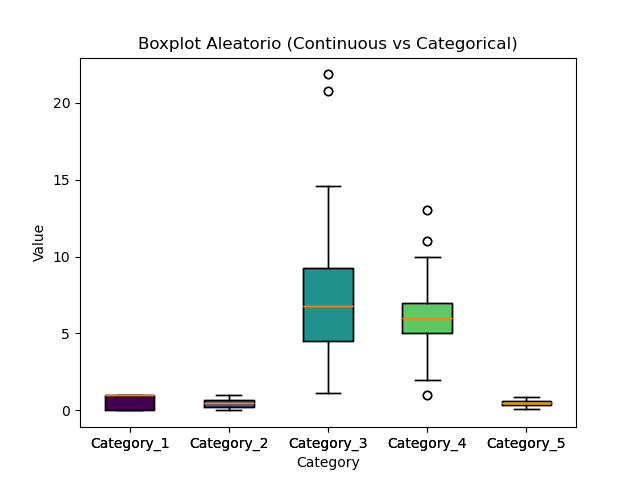 Boxplot Aleatorio (Continuous vs Categorical)
20
15
10
5
0
Value
Category_1 Category_2 Category_3 Category_4 Category_5
Category